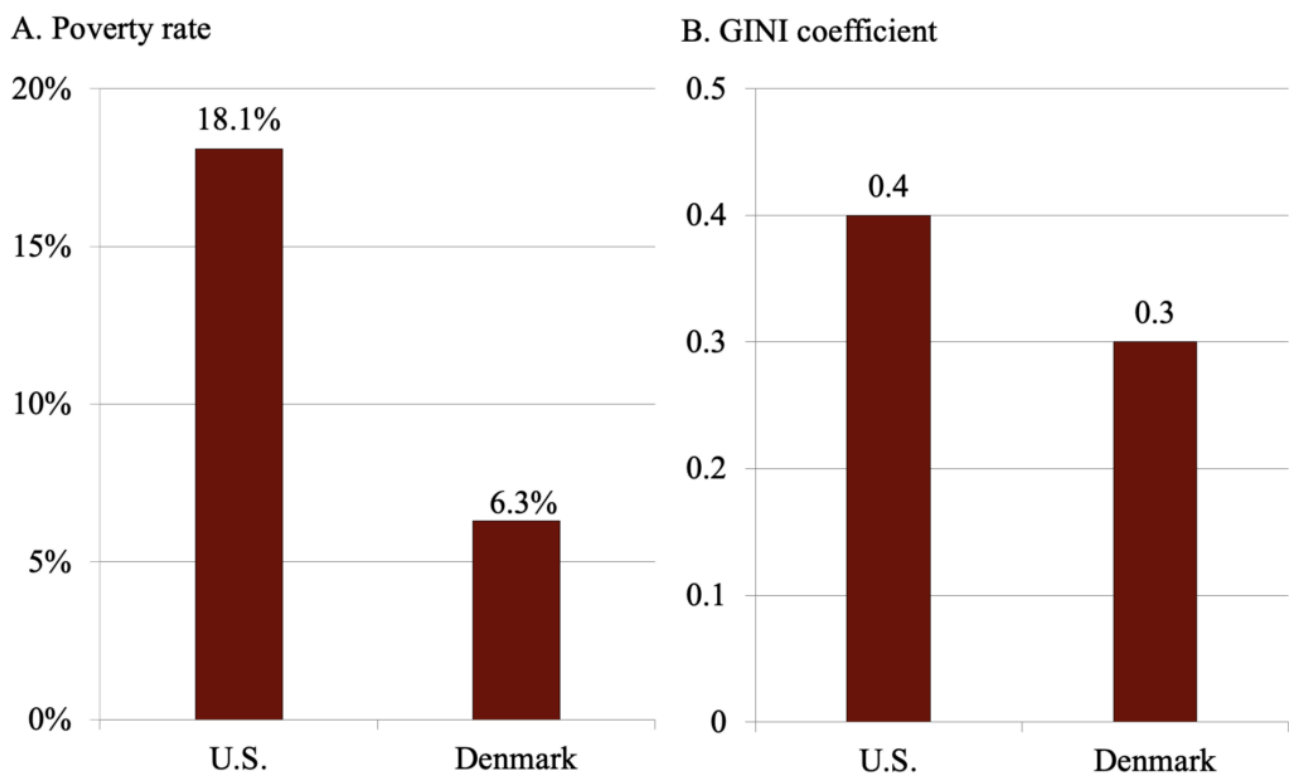 A. Poverty rate
20%
15%
10%
5%
0%
18.1%
6.3%
U.S.
Denmark
B. GINI coefficient
0.5
0.4
0.3
0.2
0.1
0
0.4
0.3
U.S.
Denmark